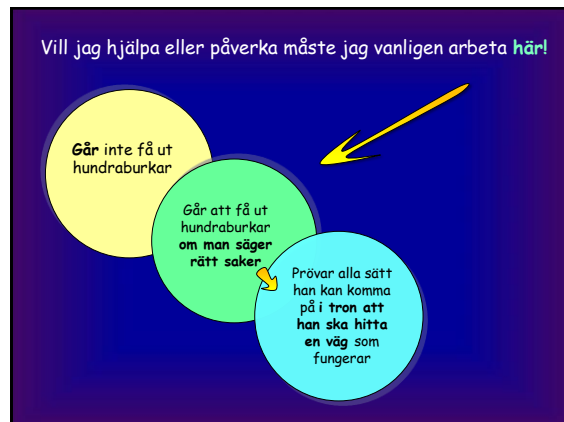 Vill jag hjälpa eller påverka måste jag vanligen arbeta här!
Går inte få ut
hundraburkar
Går att få ut
hundraburkar
om man säger
rätt saker
Prövar alla sätt
han kan komma
på i tron att
han ska hitta
en väg som
fungerar